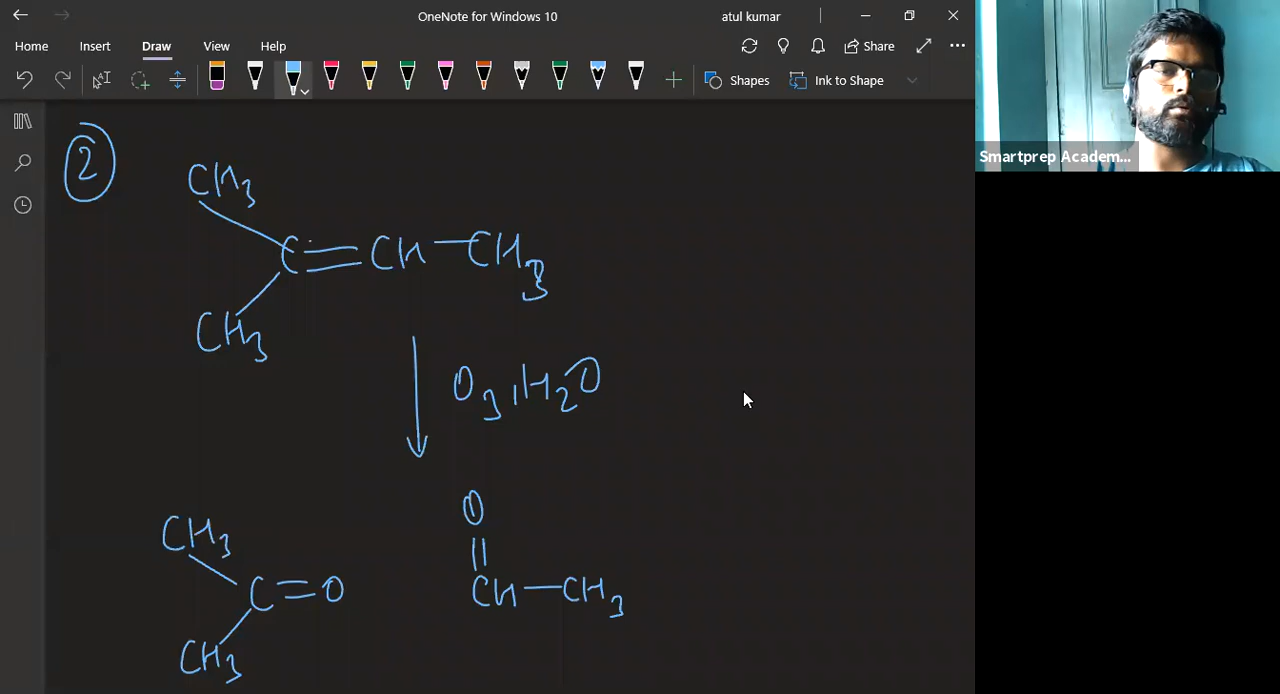 OneNote for Windows 10
atul kumar
Home Insert Draw View Help
Share
Shapes
Ink to Shape
Smartprep Academ...
2
CH3
C=CH-CH3
CH3
O3, H2O
O
CH3
C=O
CH-CH3
CH3